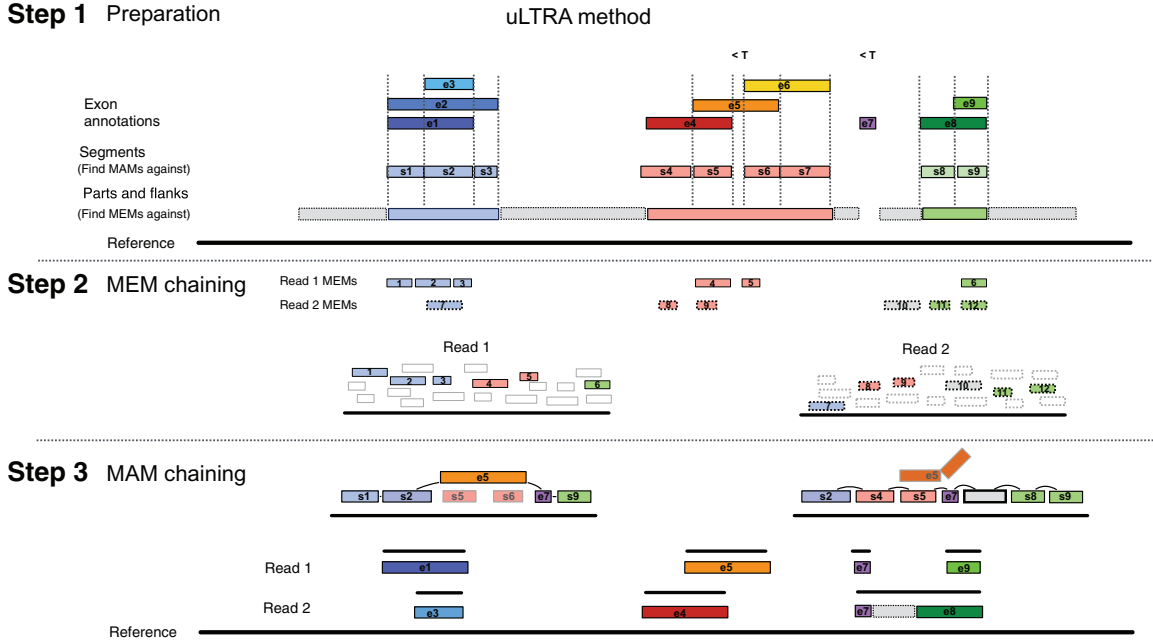 Step 1 Preparation
uLTRA method
< T < T
e3 e6
Exon e2 e5 e9
annotations e1 e4 e7 e8
Segments
(Find MAMs against) s1 s2 s3 s4 s5 s6 s7 s8 s9
Parts and flanks
(Find MEMs against)
Reference
Step 2 MEM chaining
Read 1 MEMs 1 2 3 4 5 6
Read 2 MEMs 7 8 9 10 11 12
Read 1 Read 2
1 2 3 4 5 6
7 8 9 10 11 12
Step 3 MAM chaining
e5 e5
s1 s2 s5 s6 e7 s9 s2 s4 s5 e7 s8 s9
Read 1 e1 e5 e7 e9
Read 2 e3 e4 e7 e8
Reference